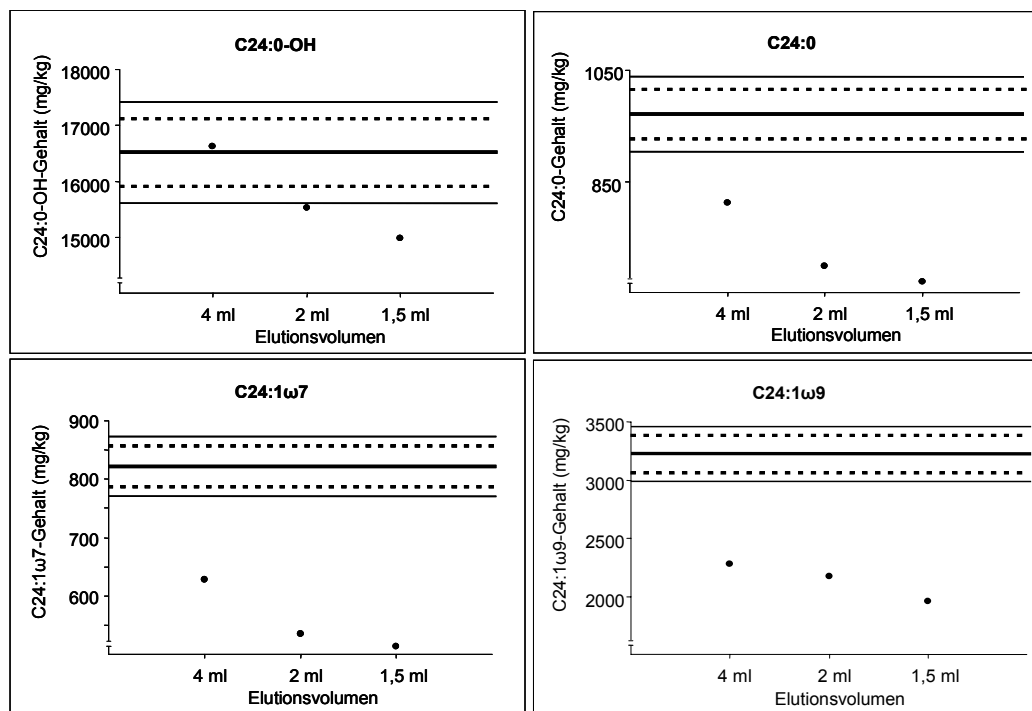 C24:0-OH
C24:0-OH-Gehalt (mg/kg)
18000
17000
16000
15000
4 ml
2 ml
1,5 ml
Elutionsvolumen
C24:0
C24:0-Gehalt (mg/kg)
1050
850
4 ml
2 ml
1,5 ml
Elutionsvolumen
C24:1ω7
C24:1ω7-Gehalt (mg/kg)
900
800
700
600
4 ml
2 ml
1,5 ml
Elutionsvolumen
C24:1ω9
C24:1ω9-Gehalt (mg/kg)
3500
3000
2500
2000
4 ml
2 ml
1,5 ml
Elutionsvolumen